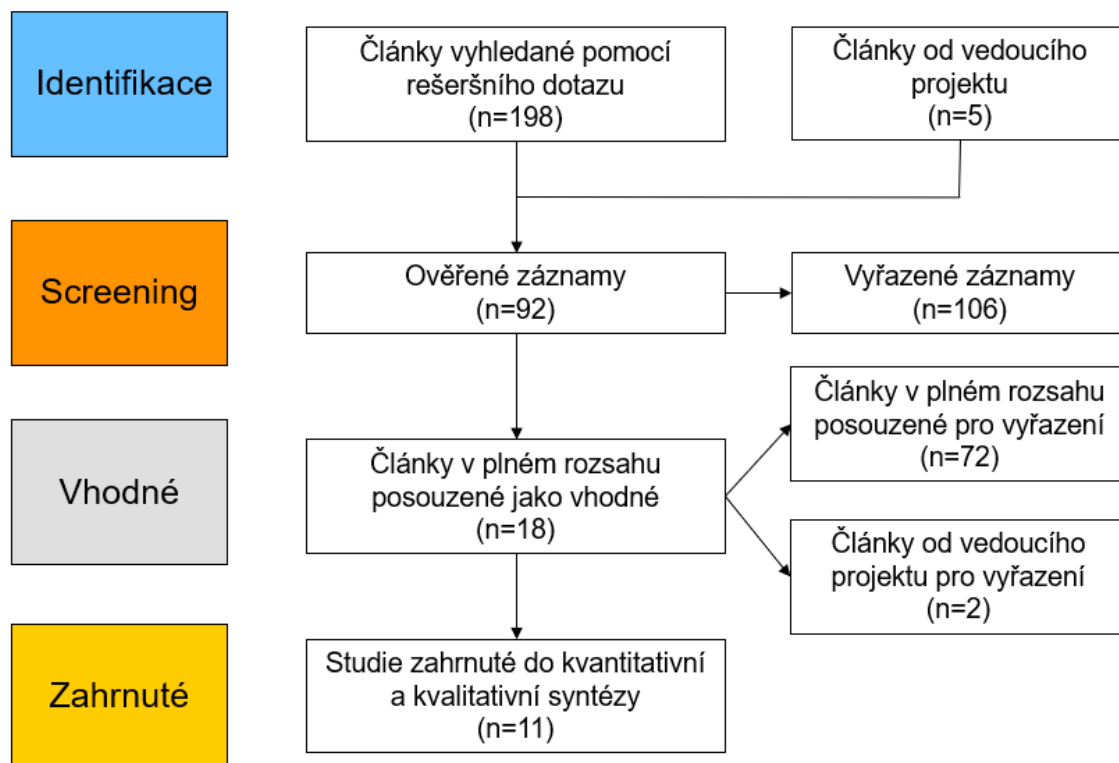 Identifikace
Články vyhledané pomocí
rešeršního dotazu
(n=198)
Články od vedoucího
projektu
(n=5)
Screening
Ověřené záznamy
(n=92)
Vyřazené záznamy
(n=106)
Vhodné
Články v plném rozsahu
posouzené jako vhodné
(n=18)
Články v plném rozsahu
posouzené pro vyřazení
(n=72)
Články od vedoucího
projektu pro vyřazení
(n=2)
Zahrnuté
Studie zahrnuté do kvantitativní
a kvalitativní syntézy
(n=11)